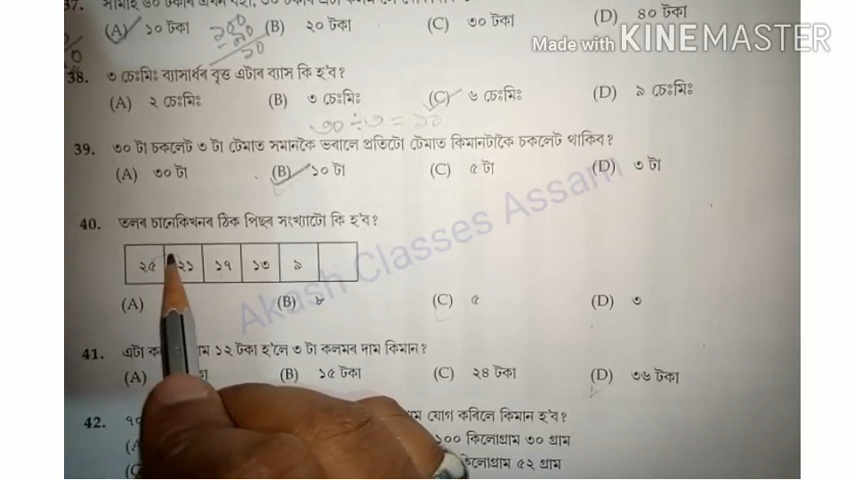 37.
(A) ১০ টকা (B) ২০ টকা (C) ৩০ টকা (D) ৪০ টকা
Made with KINEMASTER
38. ৩ চেঃমিঃ ব্যাসাৰ্ধৰ বৃত্ত এটাৰ ব্যাস কি হ'ব?
(A) ২ চেঃমিঃ (B) ৩ চেঃমিঃ (C) ৬ চেঃমিঃ (D) ৯ চেঃমিঃ
৩০ ÷ ৩ = ১০
39. ৩০ টা চকলেট ৩ টা টেমাত সমানকৈ ভৰালে প্ৰতিটো টেমাত কিমানটাকৈ চকলেট থাকিব?
(A) ৩০ টা (B) ১০ টা (C) ৫ টা (D) ৩ টা
40. তলৰ চানেকিখনৰ ঠিক পিছৰ সংখ্যাটো কি হ'ব?
২৫ ২১ ১৭ ১৩ ৯
(A) (B) ৮ (C) ৫ (D) ৩
Akash Classes Assam
41. এটা ১২ টকা হ'লে ৩ টা কলমৰ দাম কিমান?
(A) (B) ১৫ টকা (C) ২৪ টকা (D) ৩৬ টকা
42. যোগ কৰিলে কিমান হ'ব?
১০০ কিলোগ্ৰাম ৩০ গ্ৰাম
৫২ গ্ৰাম